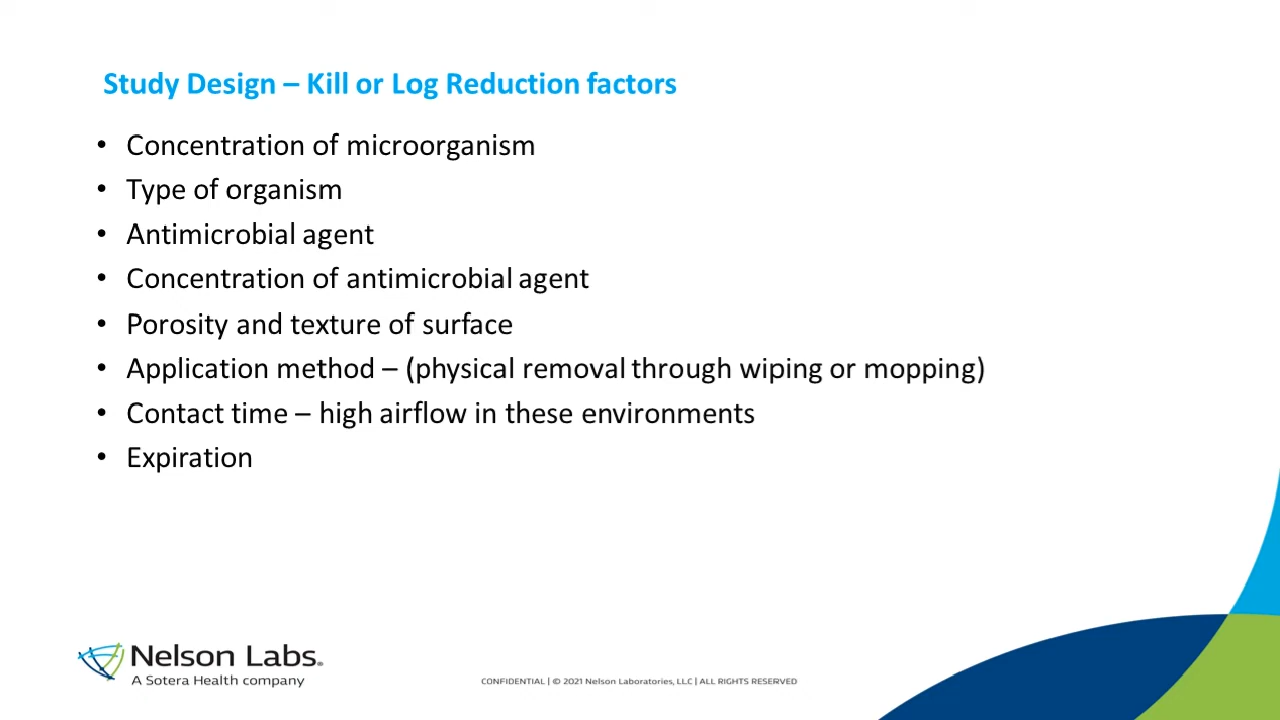 Study Design – Kill or Log Reduction factors
• Concentration of microorganism
• Type of organism
• Antimicrobial agent
• Concentration of antimicrobial agent
• Porosity and texture of surface
• Application method – (physical removal through wiping or mopping)
• Contact time – high airflow in these environments
• Expiration
Nelson Labs®
A Sotera Health company
CONFIDENTIAL | © 2021 Nelson Laboratories, LLC | ALL RIGHTS RESERVED